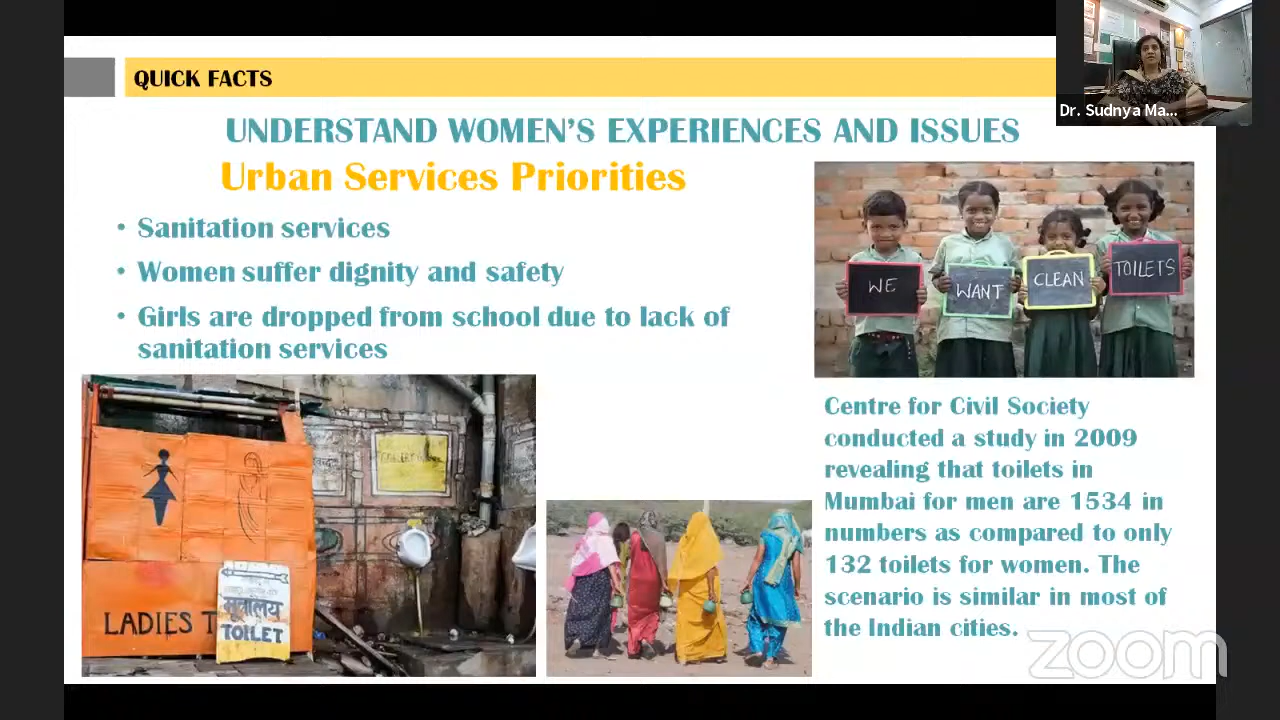 QUICK FACTS
Dr. Sudnya Ma...
UNDERSTAND WOMEN'S EXPERIENCES AND ISSUES
Urban Services Priorities
• Sanitation services
• Women suffer dignity and safety
• Girls are dropped from school due to lack of
sanitation services
WE
WANT
CLEAN
TOILETS
LADIES T
मूत्रालय
TOILET
Centre for Civil Society
conducted a study in 2009
revealing that toilets in
Mumbai for men are 1534 in
numbers as compared to only
132 toilets for women. The
scenario is similar in most of
the Indian cities.
zoom